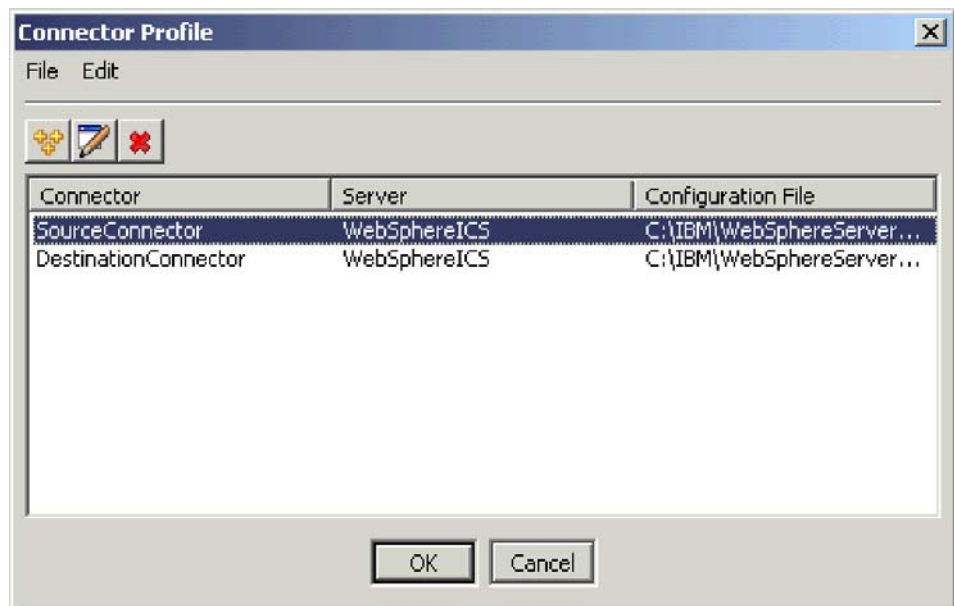 Connector Profile
File Edit
Connector Server Configuration File
SourceConnector WebSphereICS C:\IBM\WebSphereServer...
DestinationConnector WebSphereICS C:\IBM\WebSphereServer...
OK Cancel